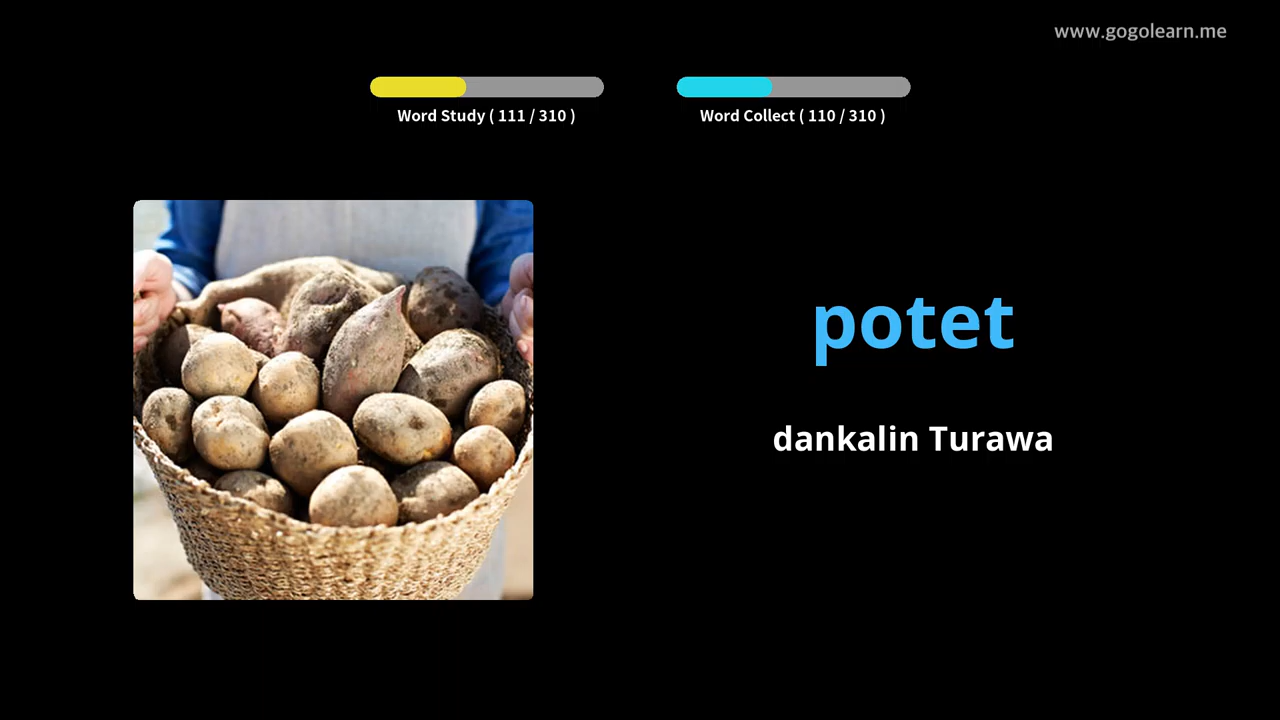 www.gogolearn.me
Word Study ( 111 / 310 )
Word Collect ( 110 / 310 )
potet
dankalin Turawa